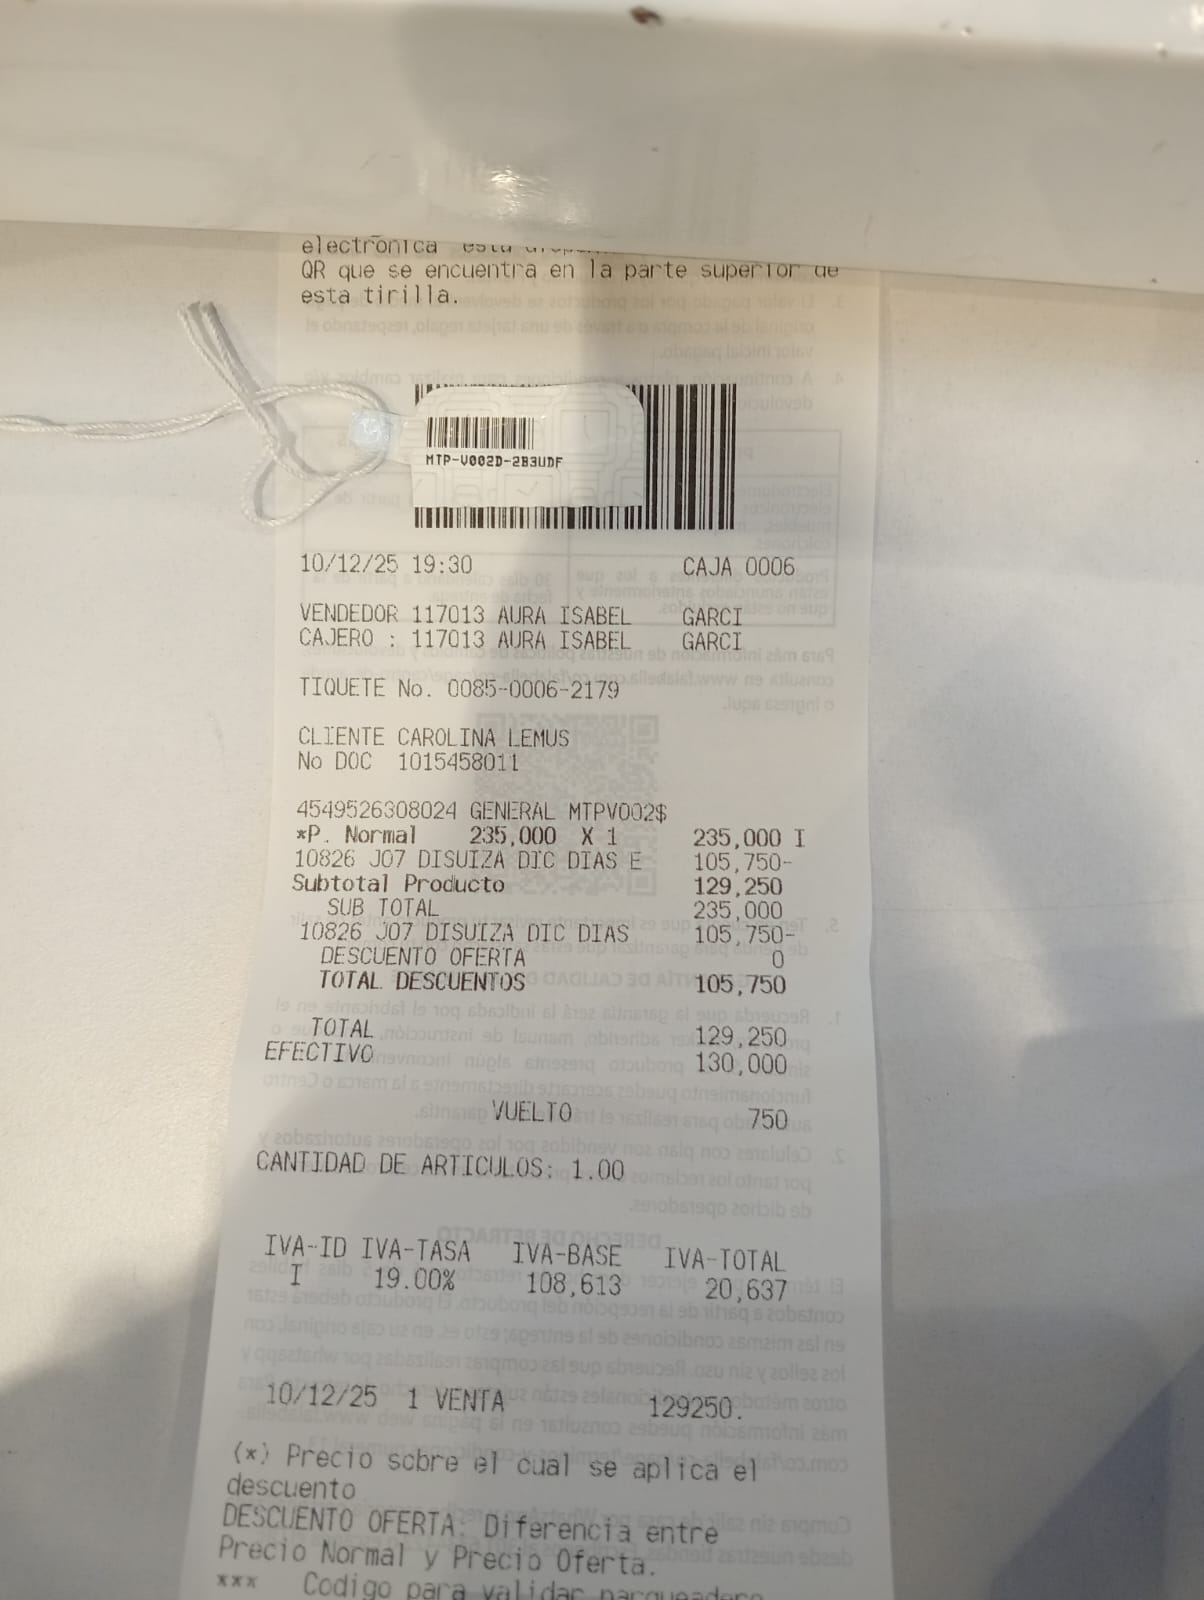 electrónica esta
QR que se encuentra en la parte superior de
esta tirilla.
MTP-V002D-2B3UDF
10/12/25 19:30 CAJA 0006
VENDEDOR 117013 AURA ISABEL GARCI
CAJERO : 117013 AURA ISABEL GARCI
TIQUETE No. 0085-0006-2179
CLIENTE CAROLINA LEMUS
No DOC 1015458011
4549526308024 GENERAL MTPV002$
*P. Normal 235,000 X 1 235,000 I
10826 J07 DISUIZA DIC DIAS E 105,750-
Subtotal Producto 129,250
SUB TOTAL 235,000
10826 J07 DISUIZA DIC DIAS 105,750-
DESCUENTO OFERTA 0
TOTAL DESCUENTOS 105,750
TOTAL 129,250
EFECTIVO 130,000
VUELTO 750
CANTIDAD DE ARTICULOS: 1.00
IVA-ID IVA-TASA IVA-BASE IVA-TOTAL
I 19.00% 108,613 20,637
10/12/25 1 VENTA 129250.
(*) Precio sobre el cual se aplica el
descuento
DESCUENTO OFERTA: Diferencia entre
Precio Normal y Precio Oferta.
*** Codigo para validar parqueadero